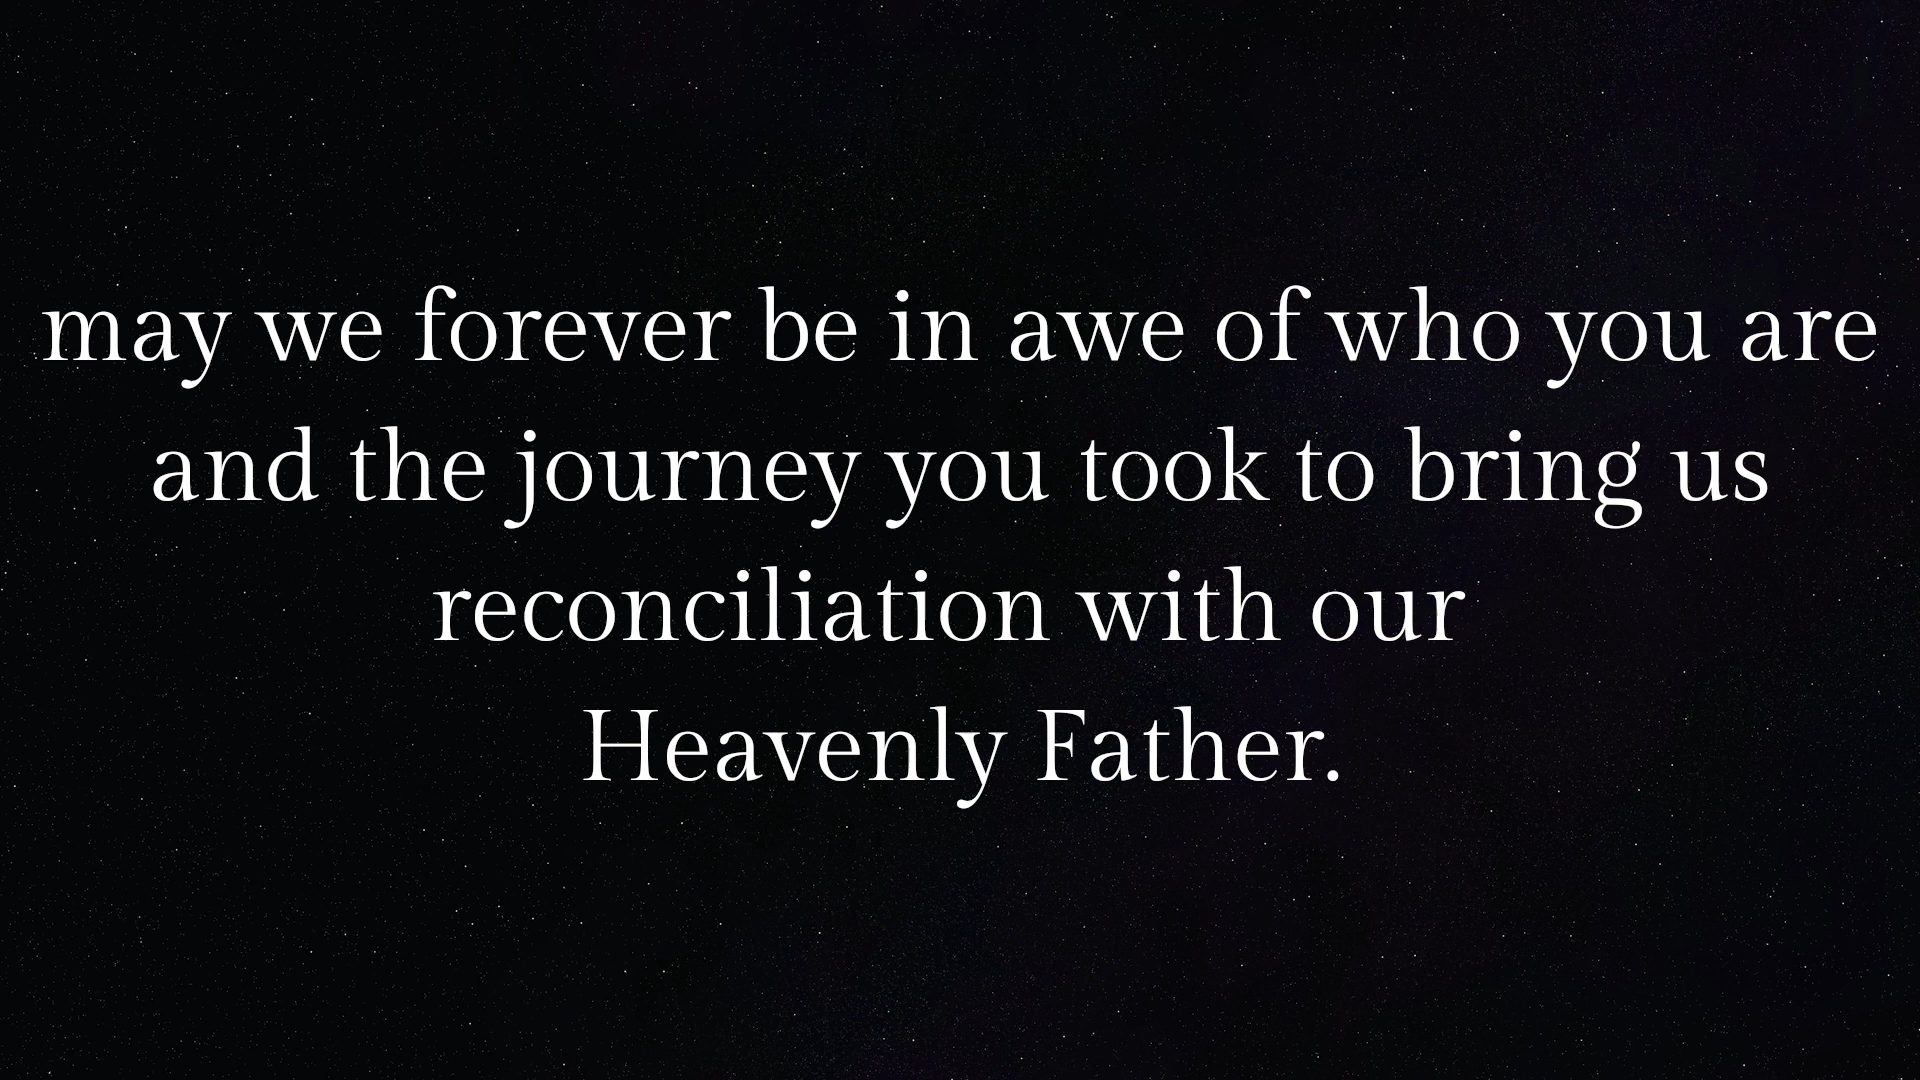 may we forever be in awe of who you are
and the journey you took to bring us
reconciliation with our
Heavenly Father.